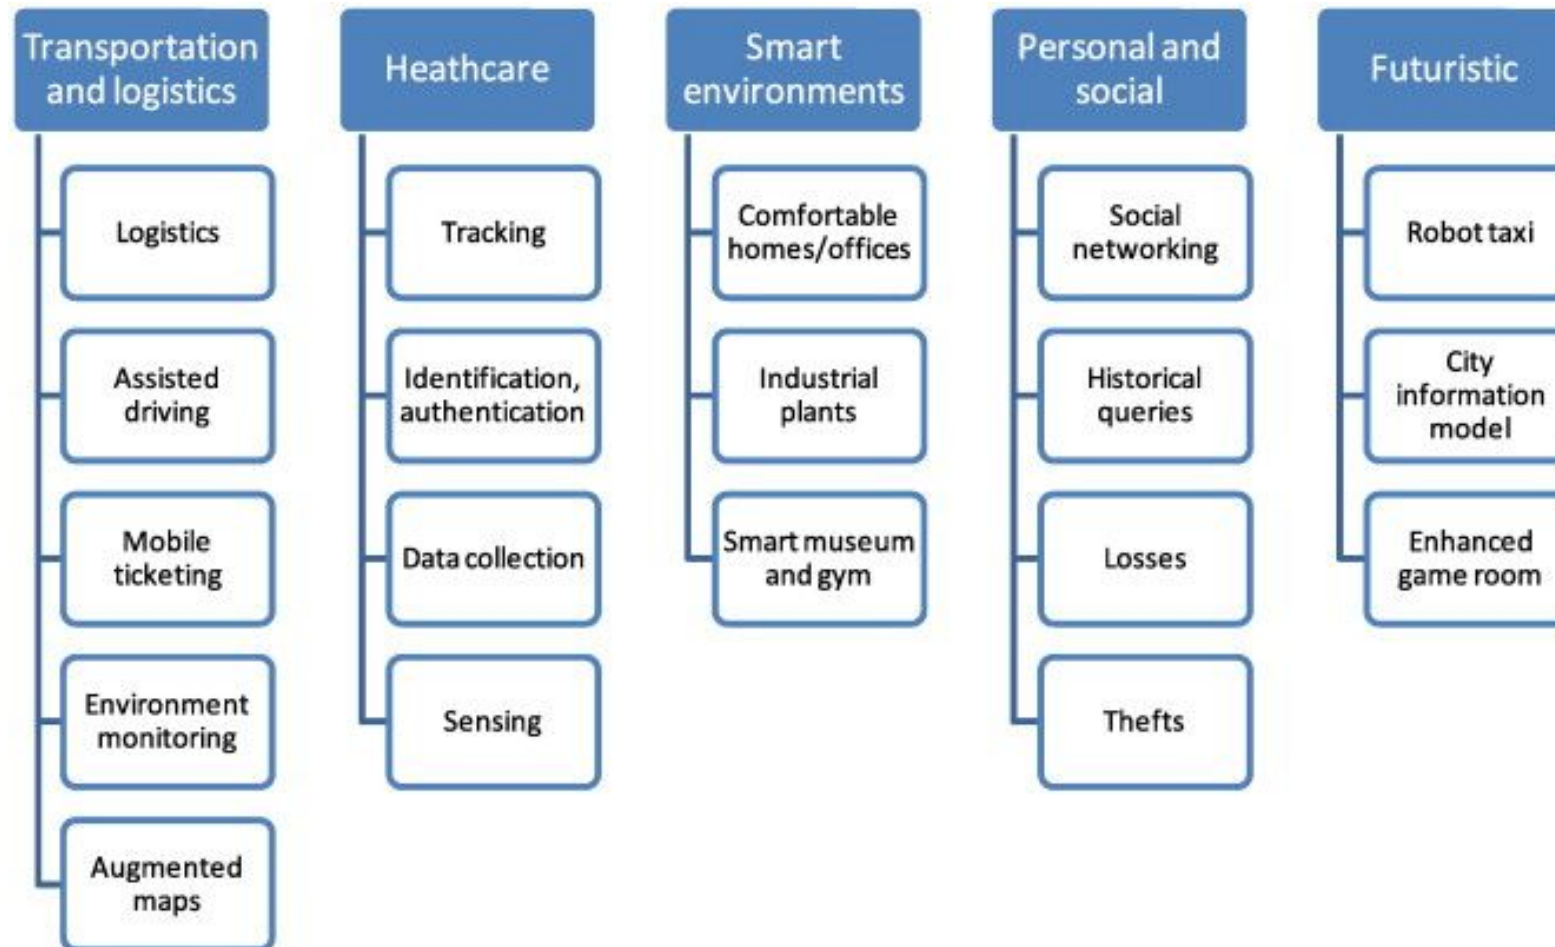 Transportation
and logistics
Logistics
Assisted
driving
Mobile
ticketing
Environment
monitoring
Augmented
maps
Heathcare
Tracking
Identification,
authentication
Data collection
Sensing
Smart
environments
Comfortable
homes/offices
Industrial
plants
Smart museum
and gym
Personal and
social
Social
networking
Historical
queries
Losses
Thefts
Futuristic
Robot taxi
City
information
model
Enhanced
game room